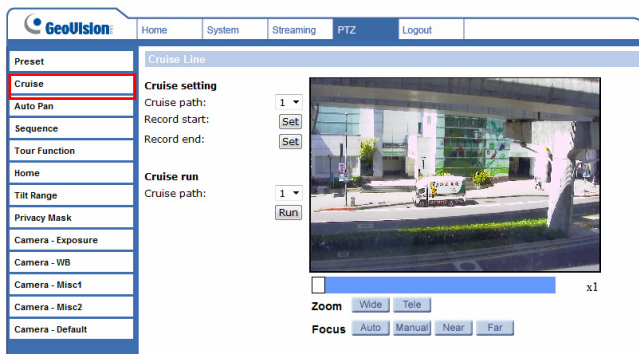 GeoVision
Home System Streaming PTZ Logout
Preset
Cruise
Auto Pan
Sequence
Tour Function
Home
Tilt Range
Privacy Mask
Camera - Exposure
Camera - WB
Camera - Misc1
Camera - Misc2
Camera - Default
Cruise Line
Cruise setting
Cruise path: 1
Record start: Set
Record end: Set
Cruise run
Cruise path: 1
Run
x1
Zoom Wide Tele
Focus Auto Manual Near Far